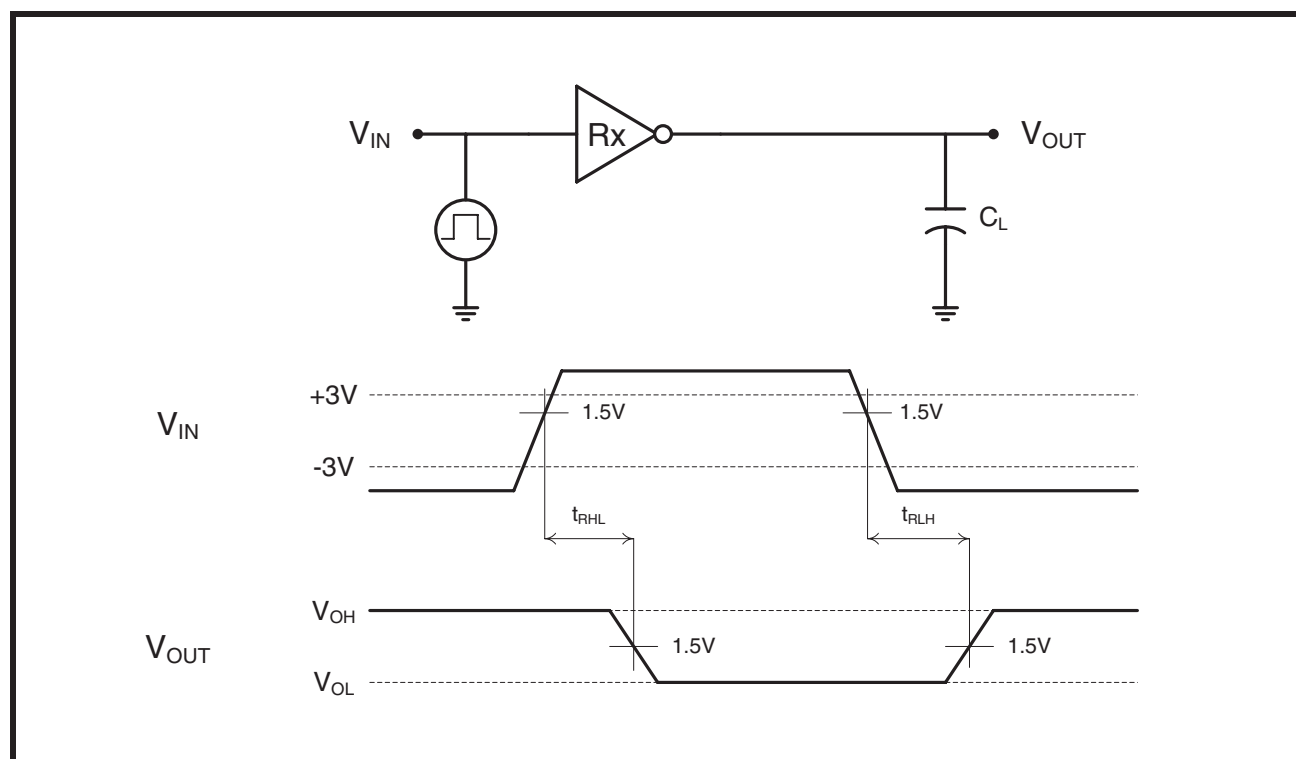 V_IN
Rx
V_OUT
C_L
+3V
1.5V
1.5V
V_IN
-3V
t_RHL
t_RLH
V_OH
1.5V
1.5V
V_OUT
V_OL